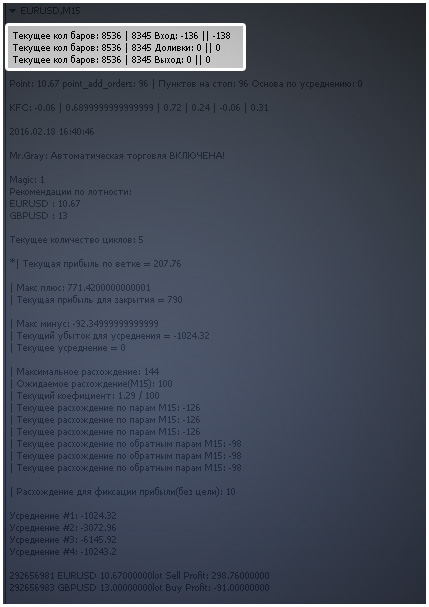 EURUSD,M15
Текущее кол баров: 8536 | 8345 Вход: -136 || -138
Текущее кол баров: 8536 | 8345 Доливки: 0 || 0
Текущее кол баров: 8536 | 8345 Выход: 0 || 0
Point: 10.67 point_add_orders: 96 | Пунктов на стоп: 96 Основа по усреднению: 0
KFC: -0.06 | 0.6899999999999999 | 0.72 | 0.24 | -0.06 | 0.31
2016.02.18 16:40:46
Mr.Gray: Автоматическая торговля ВКЛЮЧЕНА!
Magic: 1
Рекомендации по лотности:
EURUSD : 10.67
GBPUSD : 13
Текущее количество циклов: 5
*| Текущая прибыль по ветке = 207.76
| Макс плюс: 771.4200000000001
| Текущая прибыль для закрытия = 790
| Макс минус: -92.34999999999999
| Текущий убыток для усреднения = -1024.32
| Текущее усреднение = 0
| Максимальное расхождение: 144
| Ожидаемое расхождение(M15): 100
| Текущий коефициент: 1.29 / 100
| Текущее расхождение по парам M15: -126
| Текущее расхождение по парам M15: -126
| Текущее расхождение по парам M15: -126
| Текущее расхождение по обратным парам M15: -98
| Текущее расхождение по обратным парам M15: -98
| Текущее расхождение по обратным парам M15: -98
| Расхождение для фиксации прибыли(без цели): 10
Усреднение #1: -1024.32
Усреднение #2: -3072.96
Усреднение #3: -6145.92
Усреднение #4: -10243.2
292656981 EURUSD 10.67000000lot Sell Profit: 298.76000000
292656983 GBPUSD 13.00000000lot Buy Profit: -91.00000000